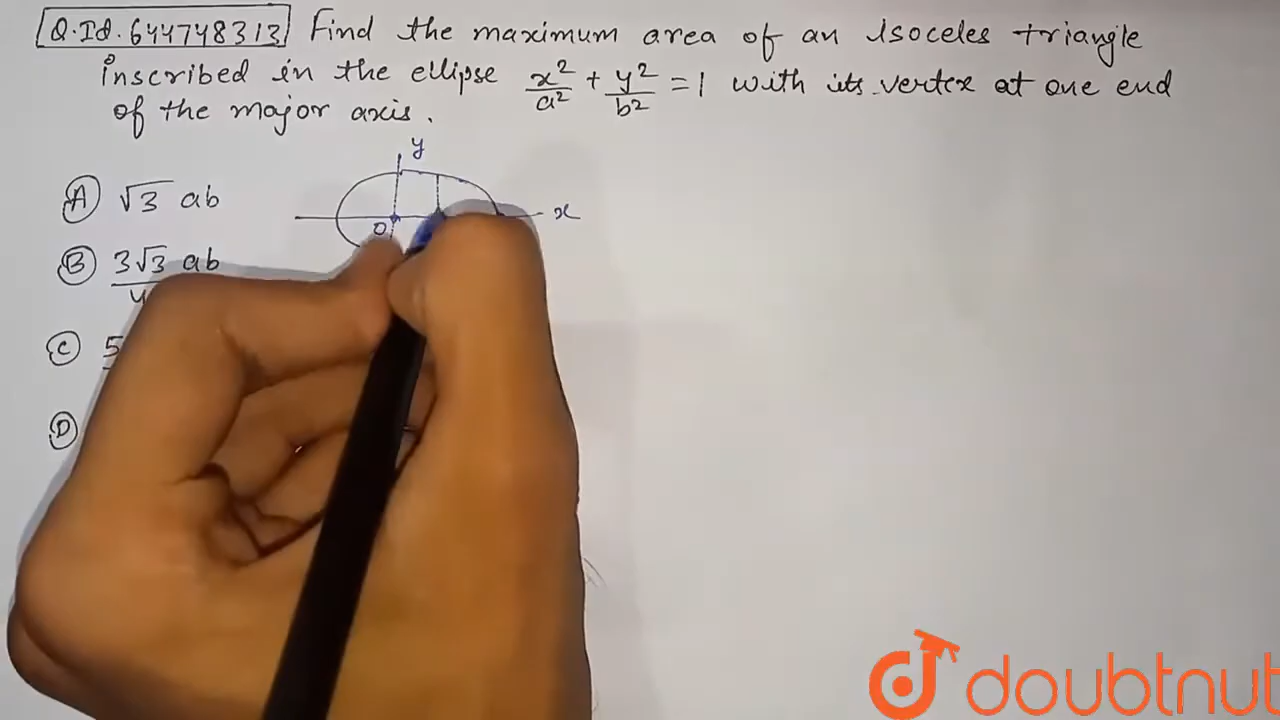 Q.Id.644748313 Find the maximum area of an Isoceles triangle
inscribed in the ellipse x²/a² + y²/b² = 1 with its vertex at one end
of the major axis.
y
x
O
A √3 ab
B 3√3 ab
C 5
D
doubtnut